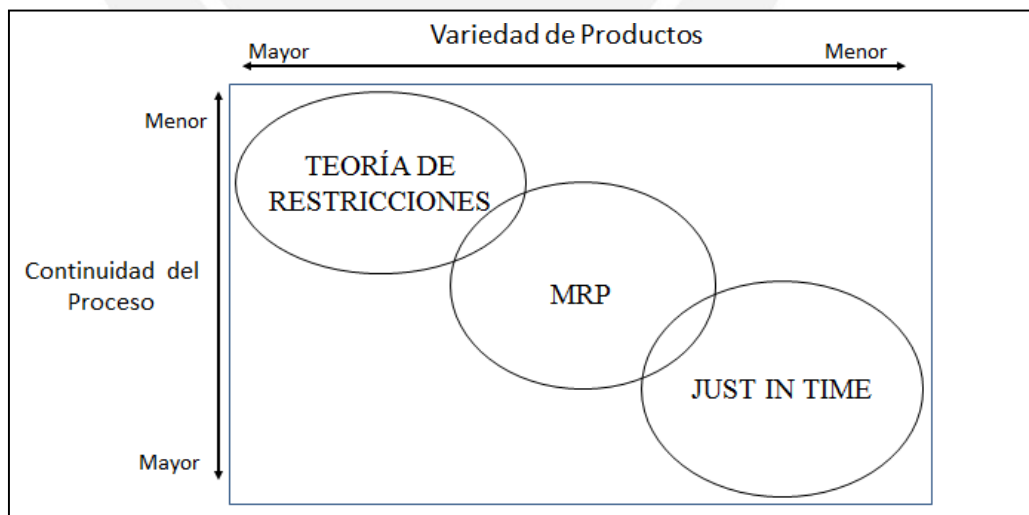 Variedad de Productos
Mayor
Menor
Menor
TEORÍA DE
RESTRICCIONES
Continuidad del
Proceso
MRP
JUST IN TIME
Mayor